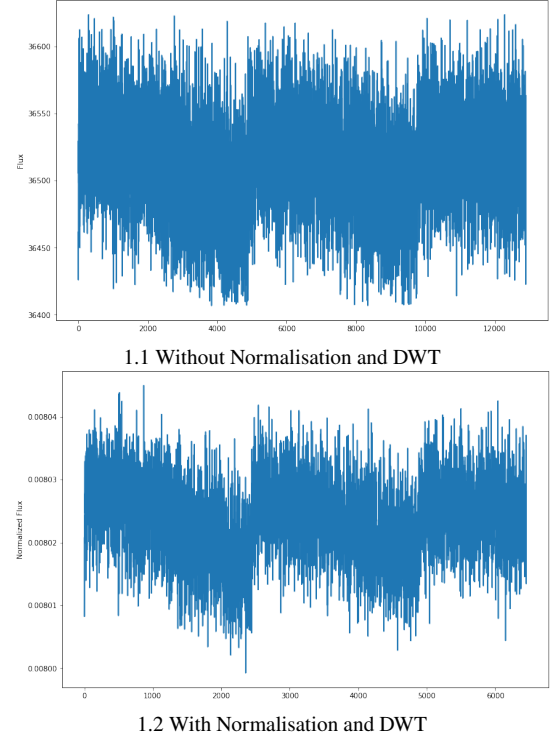 36600
36550
36500
36450
36400
Flux
0 2000 4000 6000 8000 10000 12000
1.1 Without Normalisation and DWT
0.00804
0.00803
0.00802
0.00801
0.00800
Normalized Flux
0 1000 2000 3000 4000 5000 6000
1.2 With Normalisation and DWT